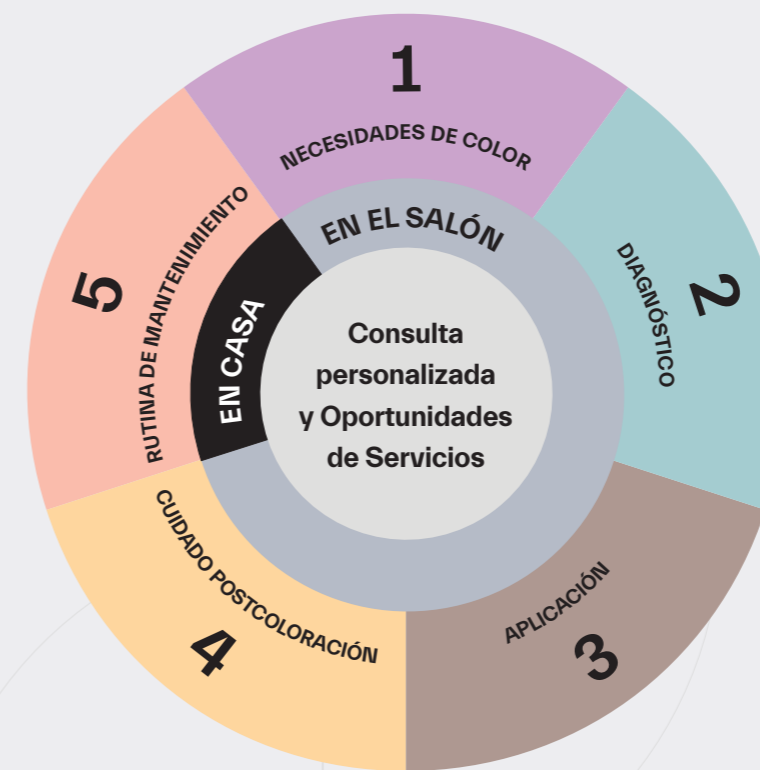 1
NECESIDADES DE COLOR
2
DIAGNÓSTICO
3
APLICACIÓN
4
CUIDADO POSTCOLORACIÓN
5
RUTINA DE MANTENIMIENTO
EN EL SALÓN
EN CASA
Consulta
personalizada
y Oportunidades
de Servicios